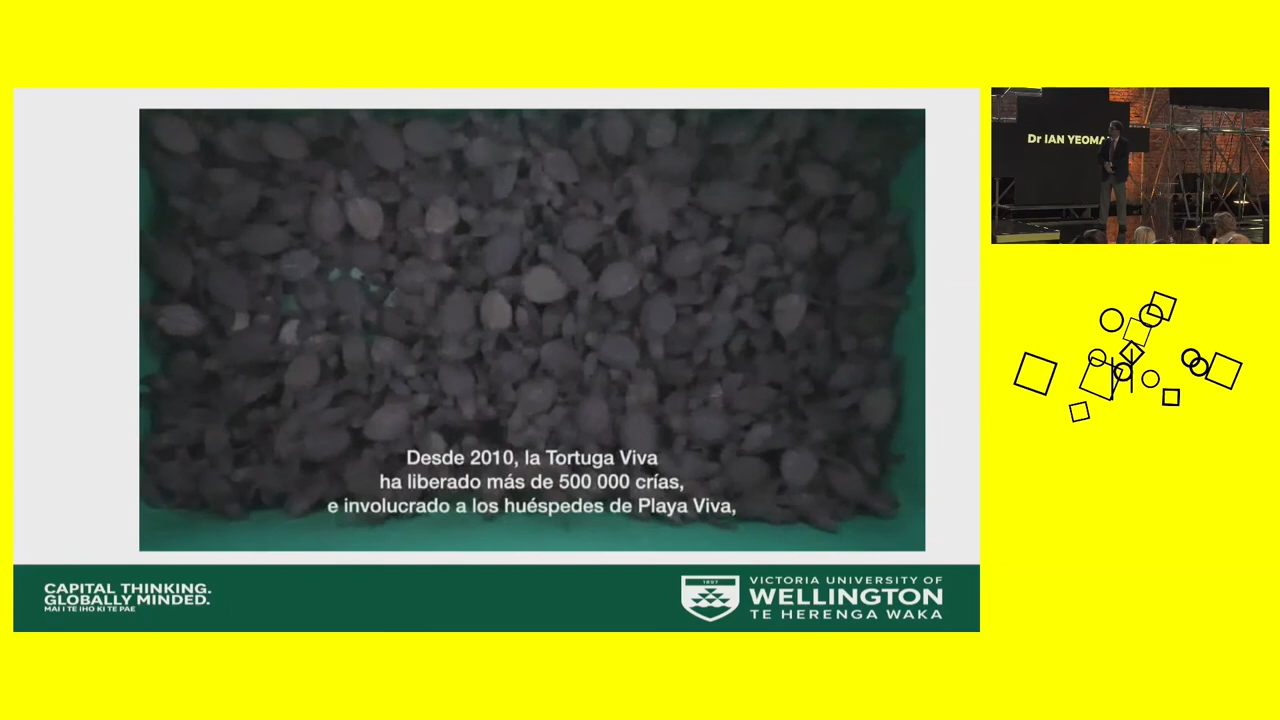 Desde 2010, la Tortuga Viva
ha liberado más de 500 000 crías,
e involucrado a los huéspedes de Playa Viva,
CAPITAL THINKING.
GLOBALLY MINDED.
MAI I TE IHO KI TE PAE
1897
VICTORIA UNIVERSITY OF
WELLINGTON
TE HERENGA WAKA
Dr IAN YEOMA